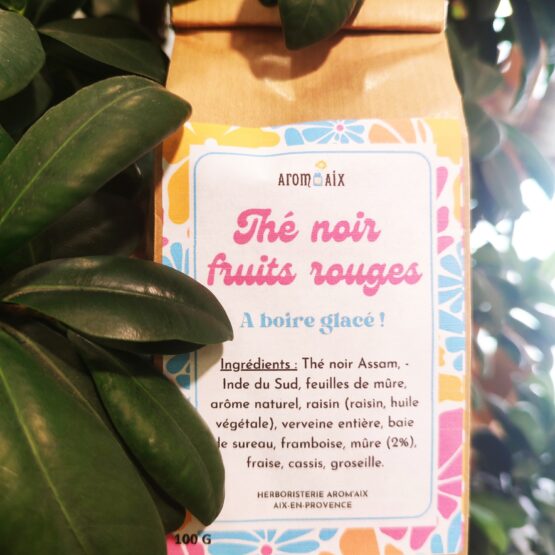 AROM AIX
Thé noir
fruits rouges
A boire glacé !
Ingrédients : Thé noir Assam, -
Inde du Sud, feuilles de mûre,
arôme naturel, raisin (raisin, huile
végétale), verveine entière, baie
de sureau, framboise, mûre (2%),
fraise, cassis, groseille.
HERBORISTERIE AROM'AIX
AIX-EN-PROVENCE
100 G